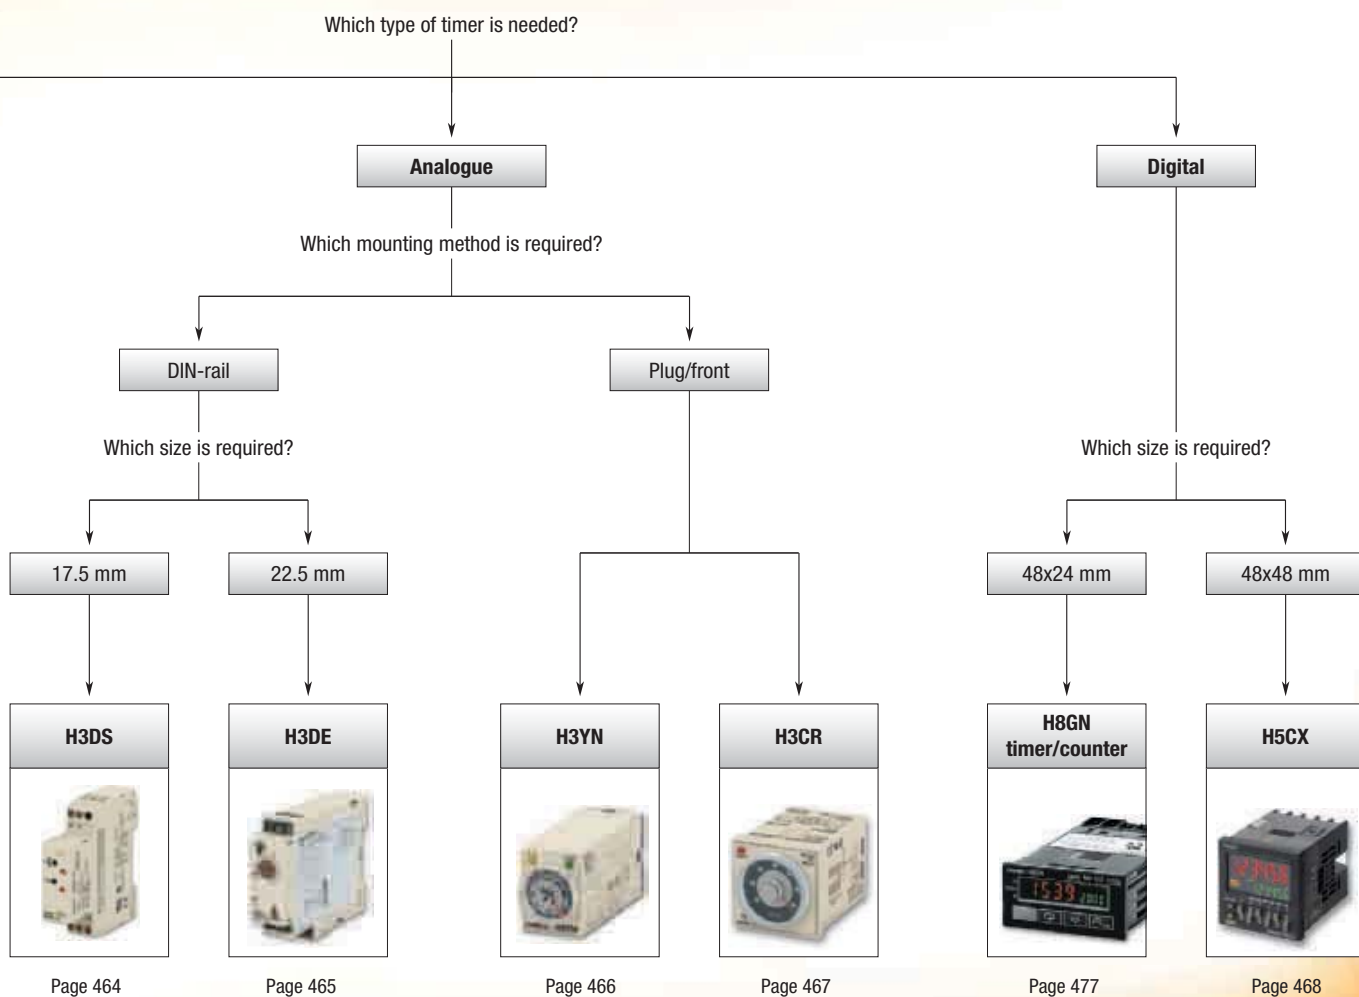 Which type of timer is needed?
Analogue
Digital
Which mounting method is required?
DIN-rail
Plug/front
Which size is required?
Which size is required?
17.5 mm
22.5 mm
48x24 mm
48x48 mm
H3DS
H3DE
H3YN
H3CR
H8GN
timer/counter
H5CX
Page 464
Page 465
Page 466
Page 467
Page 477
Page 468